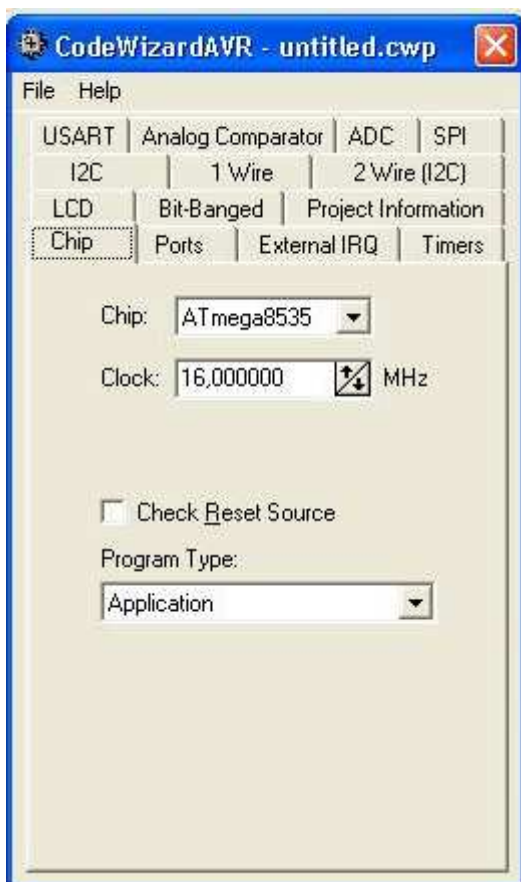 CodeWizardAVR - untitled.cwp
File Help
USART Analog Comparator ADC SPI
I2C 1 Wire 2 Wire (I2C)
LCD Bit-Banged Project Information
Chip Ports External IRQ Timers
Chip: ATmega8535
Clock: 16,000000 MHz
Check Reset Source
Program Type:
Application